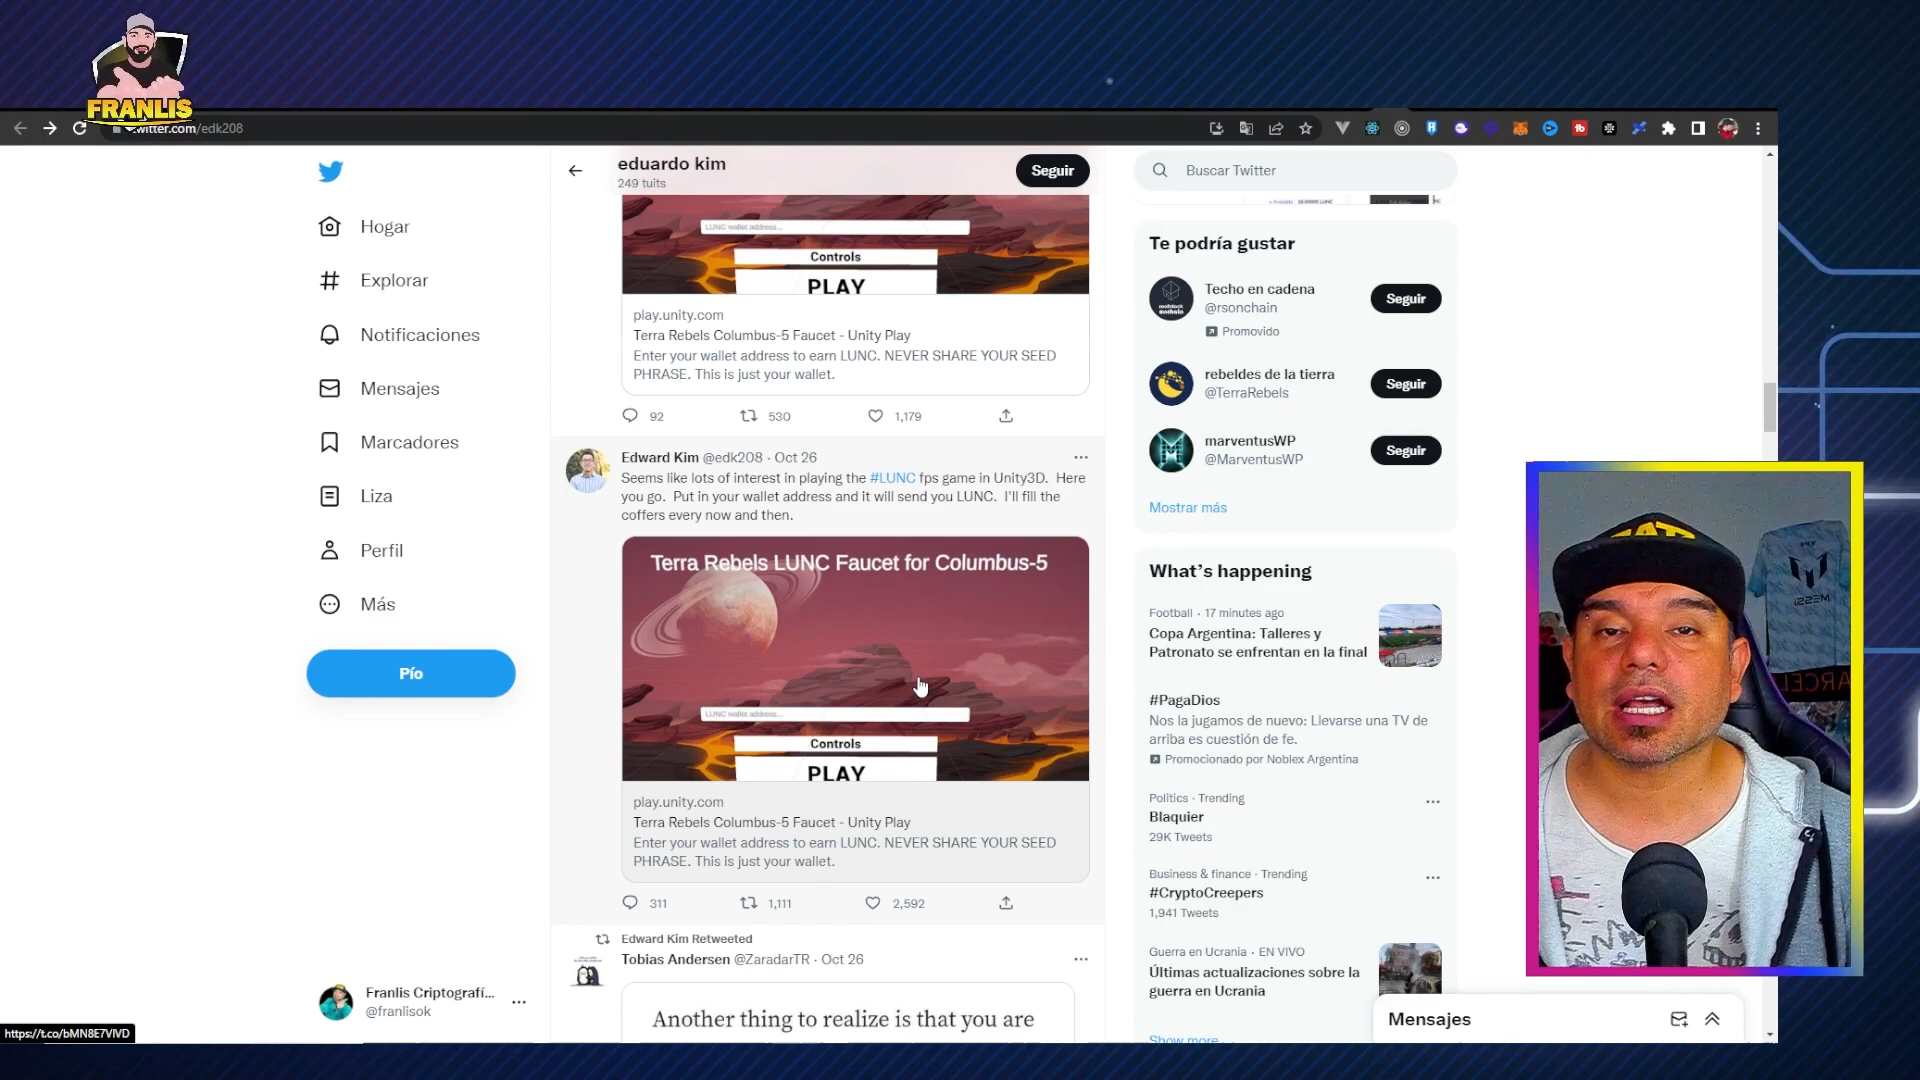 FRANLIS
twitter.com/edk208
eduardo kim
249 tuits
Seguir
Buscar Twitter
Hogar
Explorar
Notificaciones
Mensajes
Marcadores
Liza
Perfil
Más
Pío
Franlis Criptografí...
@franlisok
https://t.co/bMN8E7VIVD
LUNC wallet address...
Controls
PLAY
play.unity.com
Terra Rebels Columbus-5 Faucet - Unity Play
Enter your wallet address to earn LUNC. NEVER SHARE YOUR SEED
PHRASE. This is just your wallet.
92
530
1,179
Edward Kim @edk208 · Oct 26
Seems like lots of interest in playing the #LUNC fps game in Unity3D. Here
you go. Put in your wallet address and it will send you LUNC. I'll fill the
coffers every now and then.
Terra Rebels LUNC Faucet for Columbus-5
LUNC wallet address...
Controls
PLAY
play.unity.com
Terra Rebels Columbus-5 Faucet - Unity Play
Enter your wallet address to earn LUNC. NEVER SHARE YOUR SEED
PHRASE. This is just your wallet.
311
1,111
2,592
Edward Kim Retweeted
Tobias Andersen @ZaradarTR · Oct 26
Another thing to realize is that you are
Te podría gustar
Techo en cadena
@rsonchain
Promovido
Seguir
rebeldes de la tierra
@TerraRebels
Seguir
marventusWP
@MarventusWP
Seguir
Mostrar más
What's happening
Football · 17 minutes ago
Copa Argentina: Talleres y
Patronato se enfrentan en la final
#PagaDios
Nos la jugamos de nuevo: Llevarse una TV de
arriba es cuestión de fe.
Promocionado por Noblex Argentina
Politics · Trending
Blaquier
29K Tweets
Business & finance · Trending
#CryptoCreepers
1,941 Tweets
Guerra en Ucrania · EN VIVO
Últimas actualizaciones sobre la
guerra en Ucrania
Show more
Mensajes